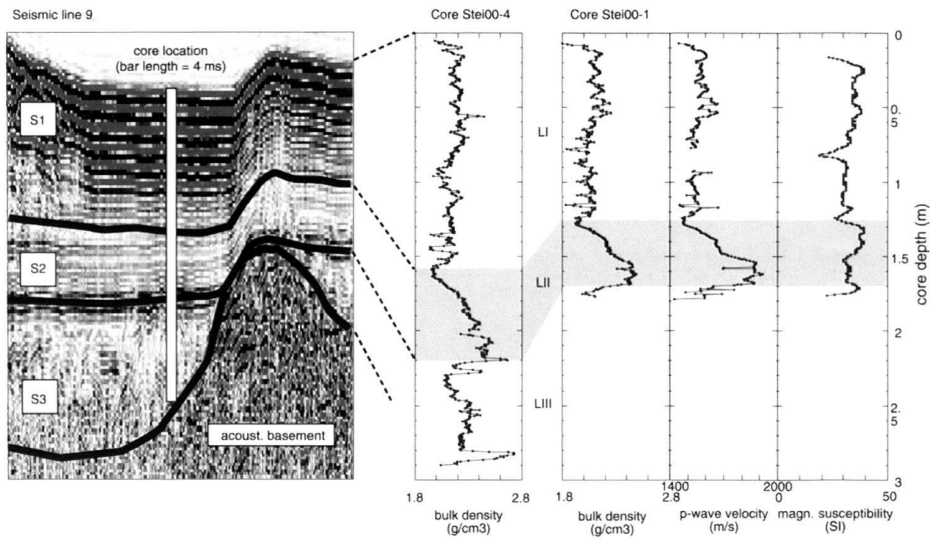 Seismic line 9
Core Stei00-4
Core Stei00-1
core location
(bar length = 4 ms)
S1
S2
S3
acoust. basement
LI
LII
LIII
0
0.
5
1
1.5
2
2.
5
3
core depth (m)
1.8
2.8
bulk density
(g/cm3)
1.8
2.8
bulk density
(g/cm3)
1400
2000
p-wave velocity
(m/s)
0
50
magn. susceptibility
(SI)